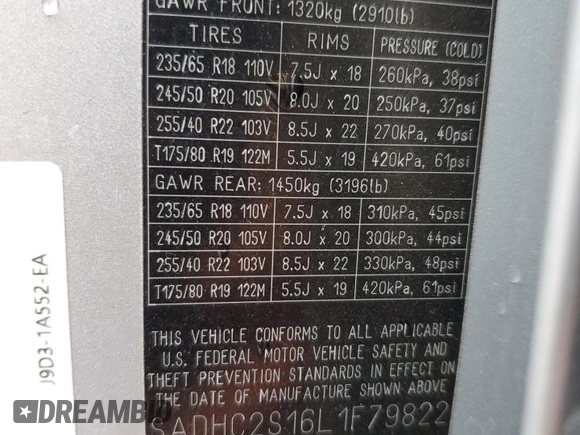 GAWR FRONT: 1320kg (2910lb)
TIRES RIMS PRESSURE (COLD)
235/65 R18 110V 7.5J x 18 260kPa, 38psi
245/50 R20 105V 8.0J x 20 250kPa, 37psi
255/40 R22 103V 8.5J x 22 270kPa, 40psi
T175/80 R19 122M 5.5J x 19 420kPa, 61psi
GAWR REAR: 1450kg (3196lb)
235/65 R18 110V 7.5J x 18 310kPa, 45psi
245/50 R20 105V 8.0J x 20 300kPa, 44psi
255/40 R22 103V 8.5J x 22 330kPa, 48psi
T175/80 R19 122M 5.5J x 19 420kPa, 61psi
THIS VEHICLE CONFORMS TO ALL APPLICABLE
U.S. FEDERAL MOTOR VEHICLE SAFETY AND
THEFT PREVENTION STANDARDS IN EFFECT ON
THE DATE OF MANUFACTURE SHOWN ABOVE
SADHC2S16L1F79822
J9D3-1A552-EA
DREAMBID.com